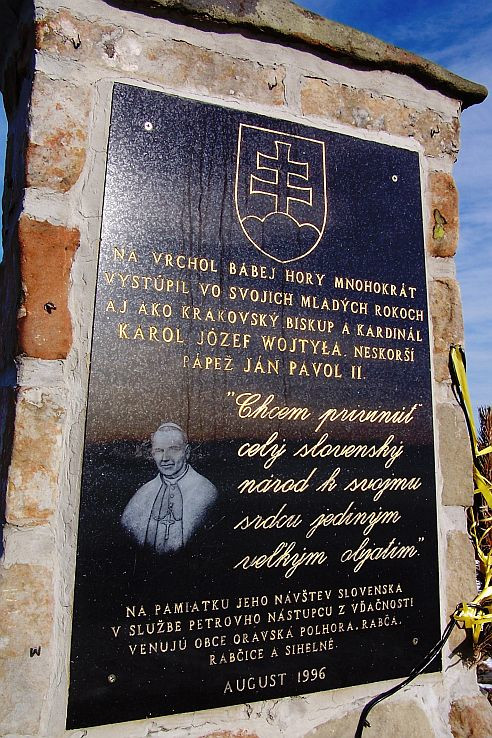 NA VRCHOL BABEJ HORY MNOHOKRÁT
VYSTÚPIL VO SVOJICH MLADÝCH ROKOCH
AJ AKO KRAKOVSKÝ BISKUP A KARDINÁL
KAROL JÓZEF WOJTYŁA. NESKORŠÍ
PÁPEŽ JÁN PAVOL II.
"Chcem privinúť
celý slovenský
národ k svojmu
srdcu jediným
veľkým objatím."
NA PAMIATKU JEHO NÁVŠTEV SLOVENSKA
V SLUŽBE PETROVHO NÁSTUPCU Z VĎAČNOSTI
VENUJÚ OBCE ORAVSKÁ POLHORA, RABČA,
RABČICE A SIHELNÉ.
AUGUST 1996
W